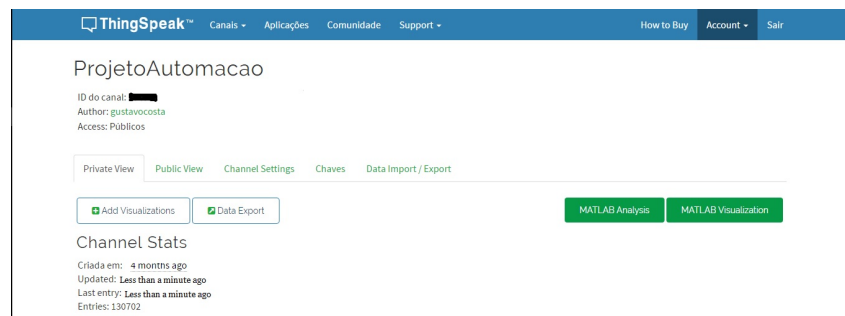 ThingSpeak™ Canais Aplicações Comunidade Support How to Buy Account Sair
ProjetoAutomacao
ID do canal:
Author: gustavocosta
Access: Públicos
Private View Public View Channel Settings Chaves Data Import / Export
Add Visualizations Data Export MATLAB Analysis MATLAB Visualization
Channel Stats
Criada em: 4 months ago
Updated: Less than a minute ago
Last entry: Less than a minute ago
Entries: 130702